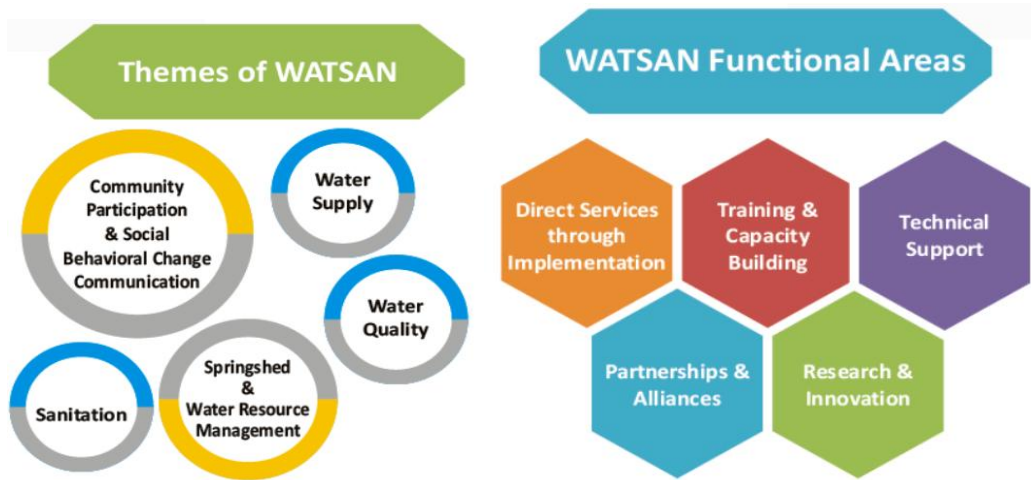 Themes of WATSAN
Community
Participation
& Social
Behavioral Change
Communication
Water
Supply
Water
Quality
Springshed
&
Water Resource
Management
Sanitation
WATSAN Functional Areas
Direct Services
through
Implementation
Training &
Capacity
Building
Technical
Support
Partnerships &
Alliances
Research &
Innovation